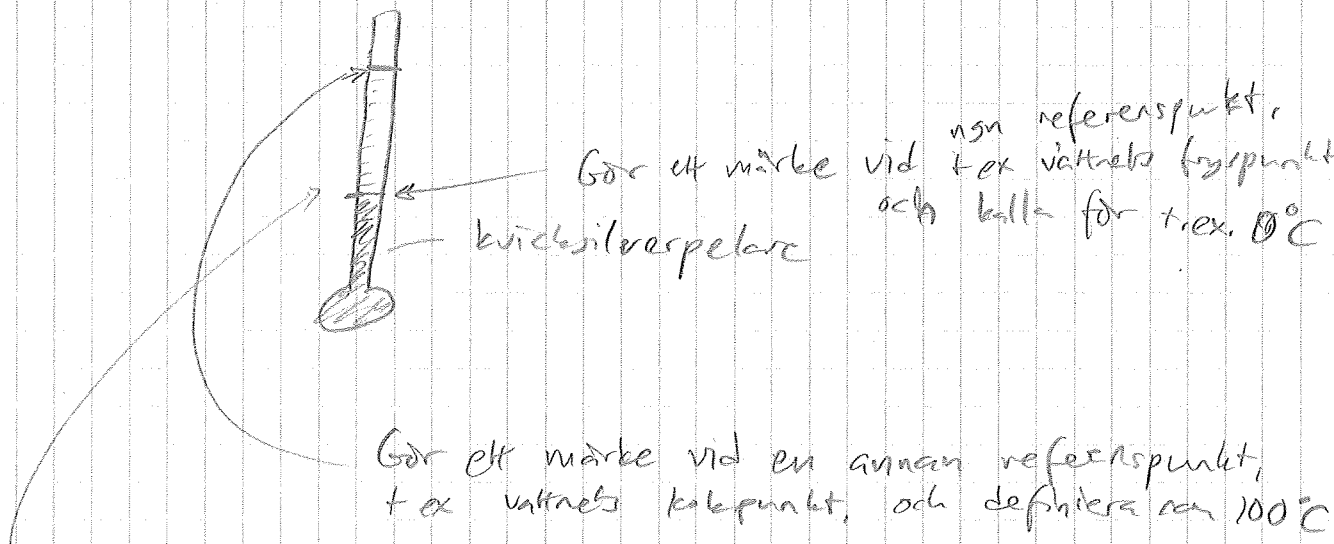 ngn referenspunkt,
Gör ett märke vid t ex vattnets fryspunkt
och kalla för t.ex. 0°C
kvicksilverpelare
Gör ett märke vid en annan referenspunkt,
t ex vattnets kokpunkt, och definiera 100°C